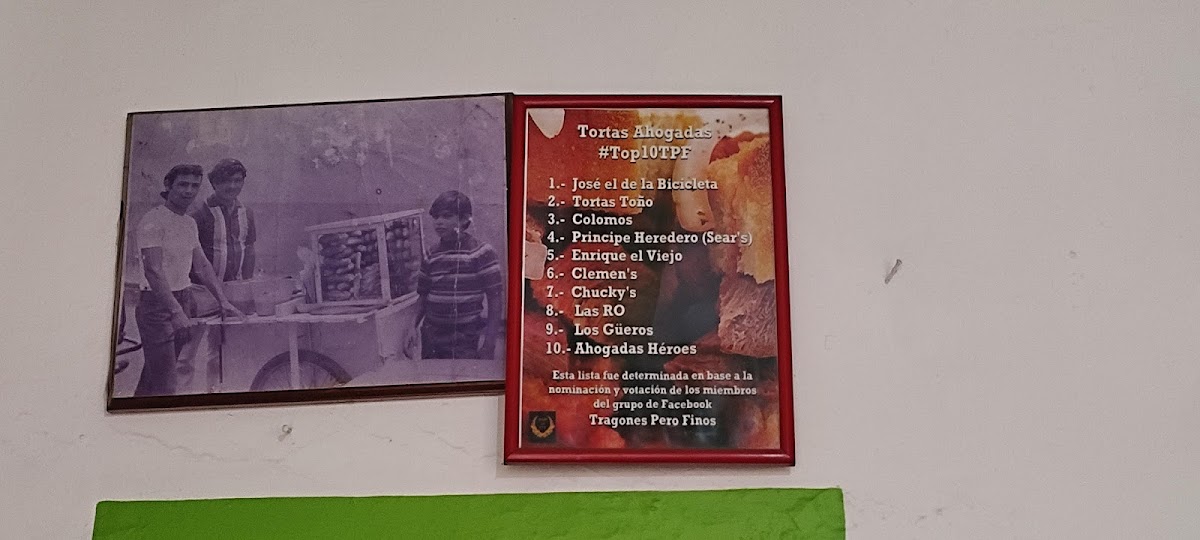 Tortas Ahogadas
#Top10TPF
1.- José el de la Bicicleta
2.- Tortas Toño
3.- Colomos
4.- Principe Heredero (Sear's)
5.- Enrique el Viejo
6.- Clemen's
7.- Chucky's
8.- Las RO
9.- Los Güeros
10.- Ahogadas Héroes
Esta lista fue determinada en base a la
nominación y votación de los miembros
del grupo de Facebook
Tragones Pero Finos